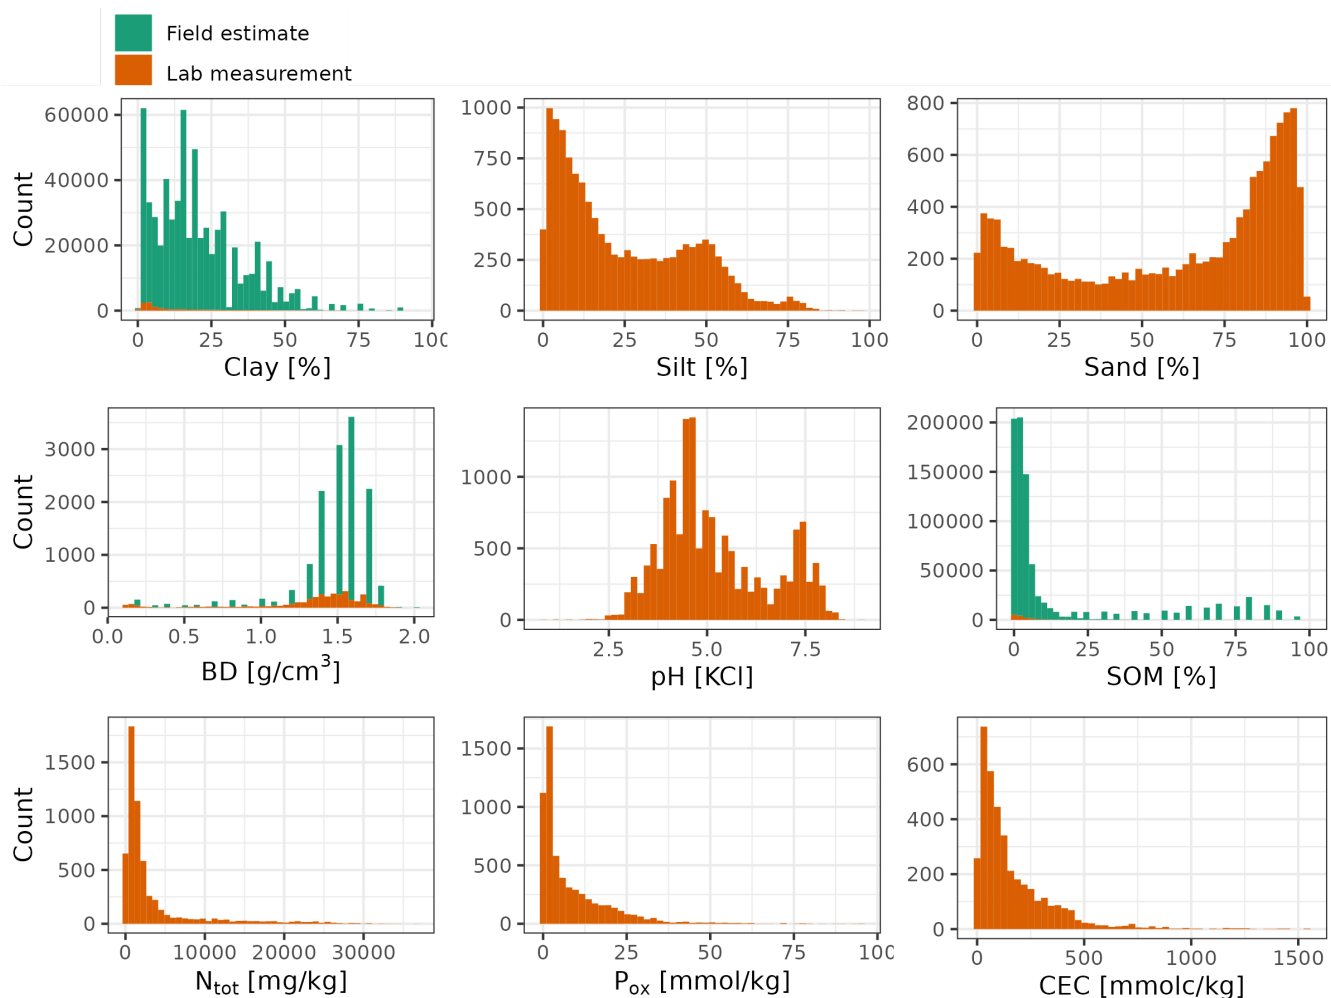 Field estimate
Lab measurement
Count
60000
40000
20000
0
0 25 50 75 100
Clay [%]
1000
750
500
250
0
0 25 50 75 100
Silt [%]
800
600
400
200
0
0 25 50 75 100
Sand [%]
Count
3000
2000
1000
0
0.0 0.5 1.0 1.5 2.0
BD [g/cm³]
1000
500
0
2.5 5.0 7.5
pH [KCl]
200000
150000
100000
50000
0
0 25 50 75 100
SOM [%]
Count
1500
1000
500
0
0 10000 20000 30000
Ntot [mg/kg]
1500
1000
500
0
0 25 50 75 100
Pox [mmol/kg]
600
400
200
0
0 500 1000 1500
CEC [mmolc/kg]